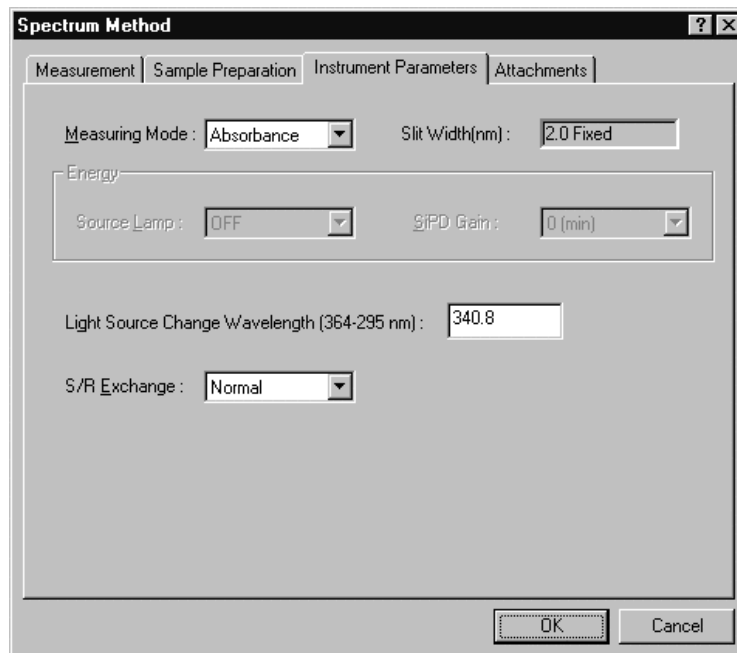 Spectrum Method
Measurement Sample Preparation Instrument Parameters Attachments
Measuring Mode : Absorbance Slit Width(nm) : 2.0 Fixed
Energy
Source Lamp : OFF SiPD Gain : 0 (min)
Light Source Change Wavelength (364-295 nm) : 340.8
S/R Exchange : Normal
OK Cancel